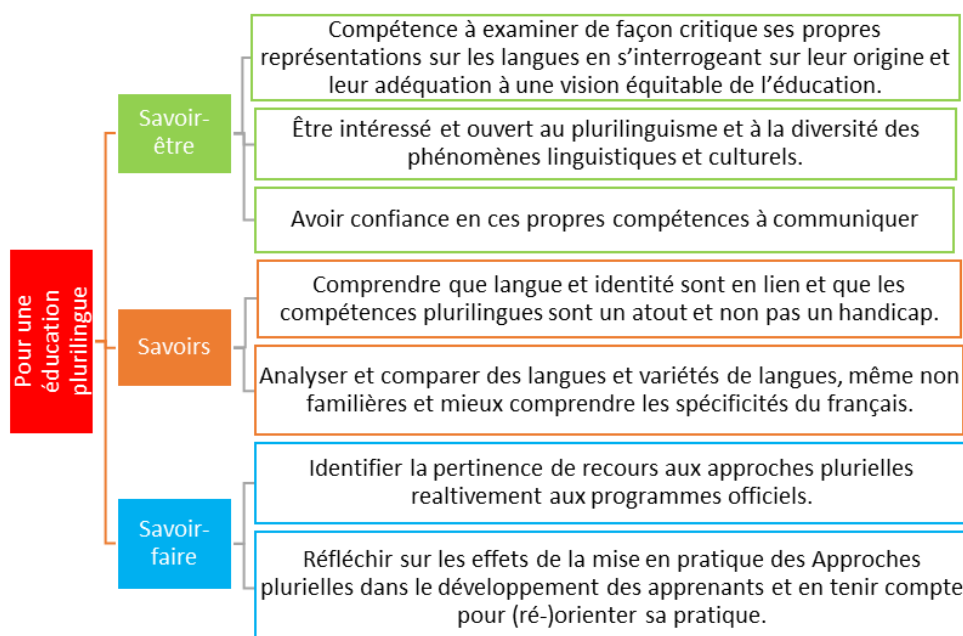 Pour une
éducation
plurilingue
Savoir-
être
Compétence à examiner de façon critique ses propres
représentations sur les langues en s’interrogeant sur leur origine et
leur adéquation à une vision équitable de l’éducation.
Être intéressé et ouvert au plurilinguisme et à la diversité des
phénomènes linguistiques et culturels.
Avoir confiance en ces propres compétences à communiquer
Savoirs
Comprendre que langue et identité sont en lien et que les
compétences plurilingues sont un atout et non pas un handicap.
Analyser et comparer des langues et variétés de langues, même non
familières et mieux comprendre les spécificités du français.
Savoir-
faire
Identifier la pertinence de recours aux approches plurielles
realtivement aux programmes officiels.
Réfléchir sur les effets de la mise en pratique des Approches
plurielles dans le développement des apprenants et en tenir compte
pour (ré-)orienter sa pratique.